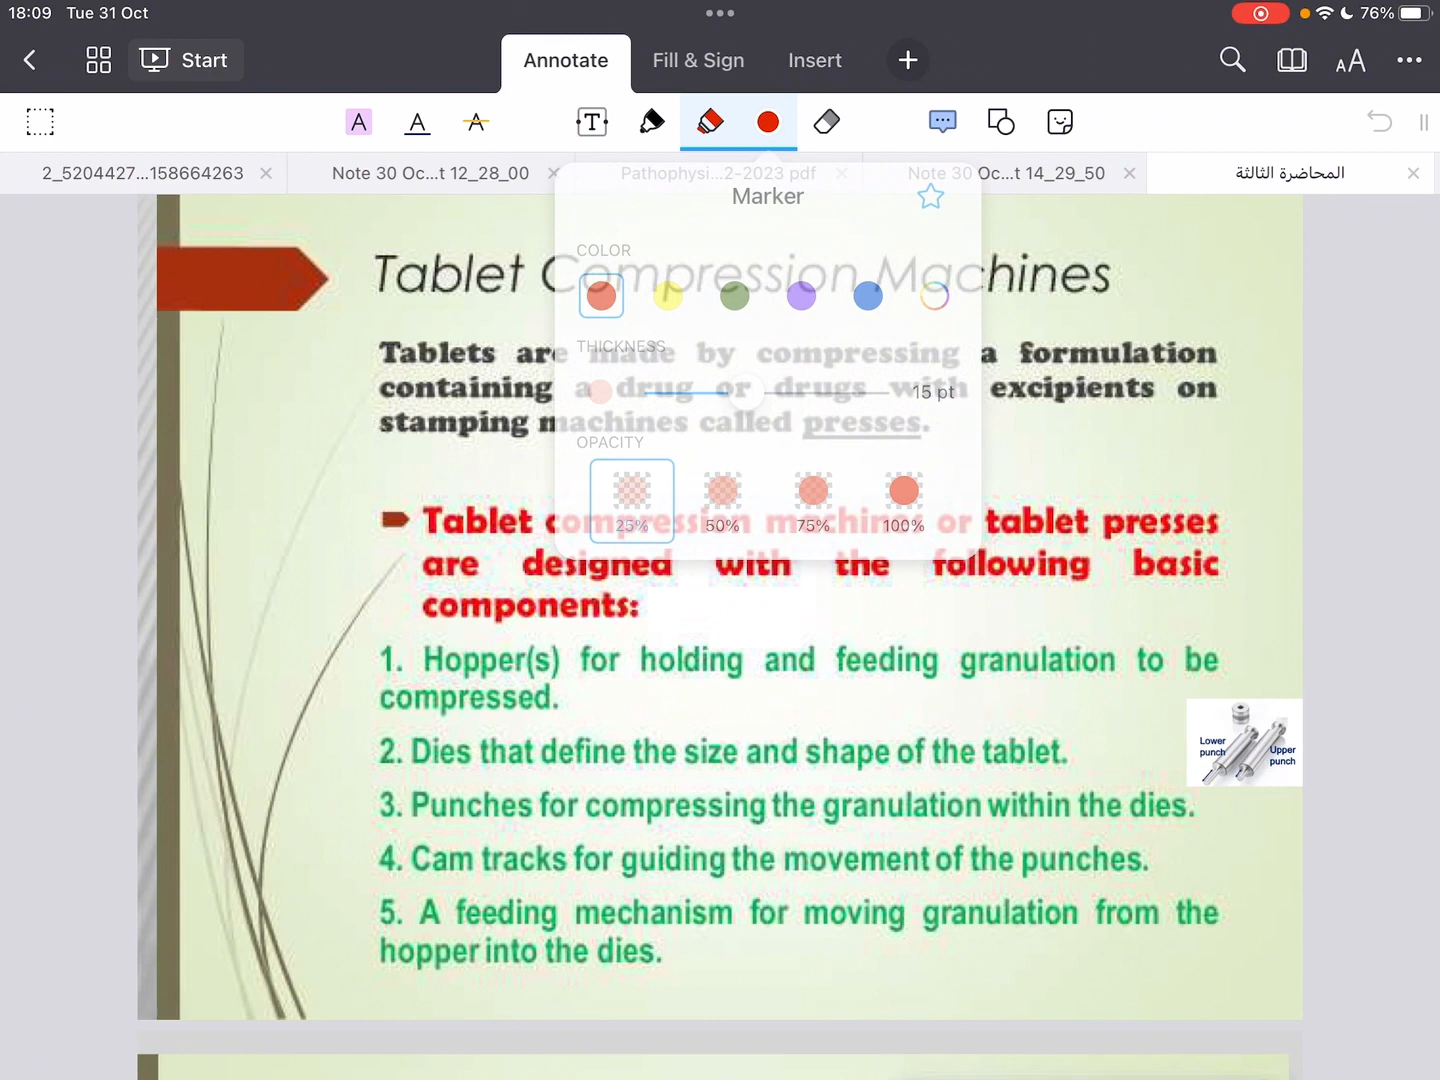 18:09 Tue 31 Oct
76%
Start
Annotate
Fill & Sign
Insert
AA
A
A
A
T
2_5204427...158664263
Note 30 Oc...t 12_28_00
Pathophysi...2-2023 pdf
Note 30 Oc...t 14_29_50
المحاضرة الثالثة
Marker
COLOR
THICKNESS
15 pt
OPACITY
25%
50%
75%
100%
Tablet Compression Machines
Tablets are made by compressing a formulation
containing a drug or drugs with excipients on
stamping machines called presses.
Tablet compression machines or tablet presses
are designed with the following basic
components:
1. Hopper(s) for holding and feeding granulation to be
compressed.
2. Dies that define the size and shape of the tablet.
3. Punches for compressing the granulation within the dies.
4. Cam tracks for guiding the movement of the punches.
5. A feeding mechanism for moving granulation from the
hopper into the dies.
Lower
punch
Upper
punch